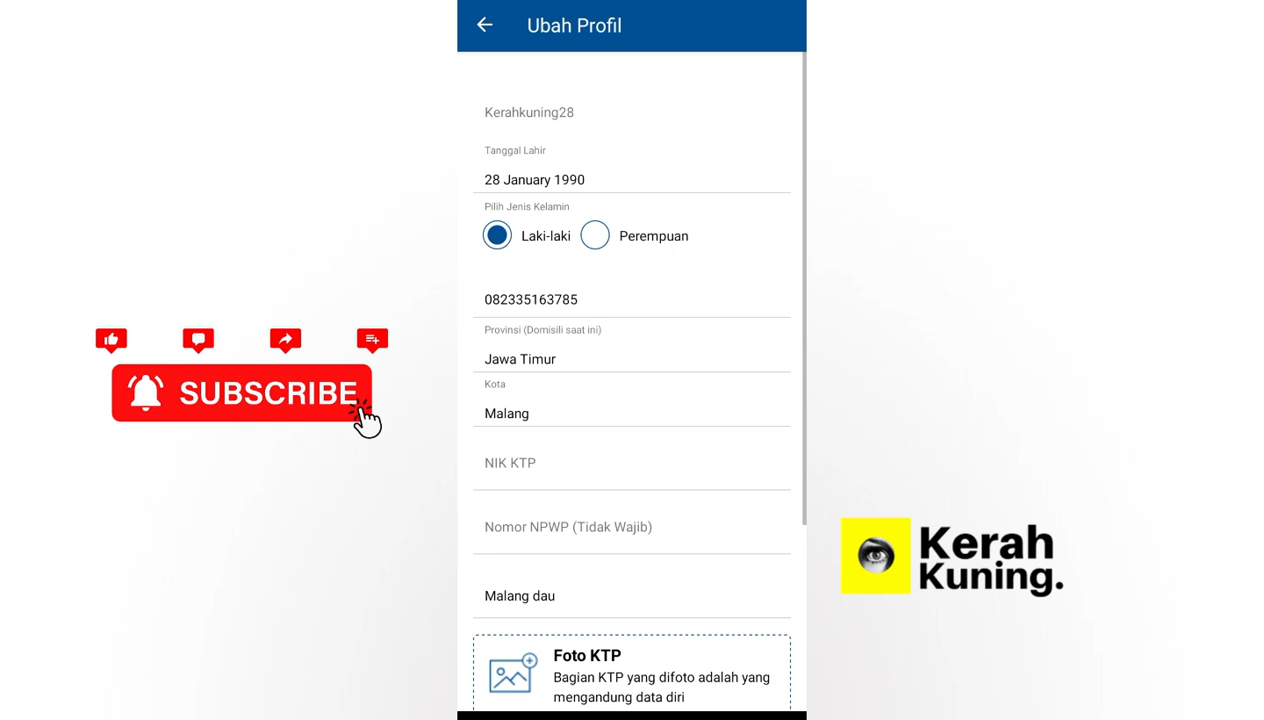 Ubah Profil
Kerahkuning28
Tanggal Lahir
28 January 1990
Pilih Jenis Kelamin
Laki-laki
Perempuan
082335163785
Provinsi (Domisili saat ini)
Jawa Timur
Kota
Malang
NIK KTP
Nomor NPWP (Tidak Wajib)
Malang dau
Foto KTP
Bagian KTP yang difoto adalah yang
mengandung data diri
SUBSCRIBE
Kerah
Kuning.